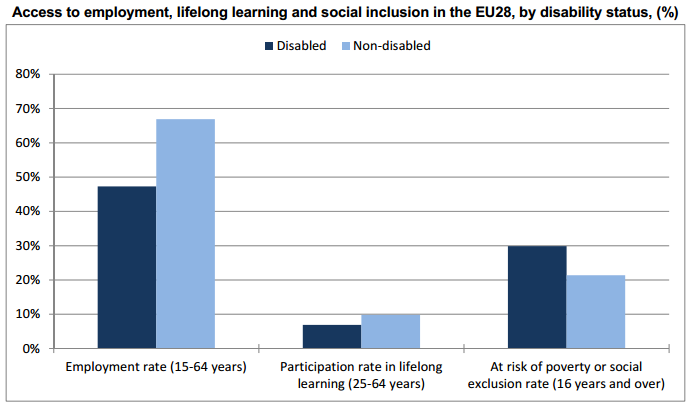 Access to employment, lifelong learning and social inclusion in the EU28, by disability status, (%)
Disabled Non-disabled
80%
70%
60%
50%
40%
30%
20%
10%
0%
Employment rate (15-64 years)
Participation rate in lifelong
learning (25-64 years)
At risk of poverty or social
exclusion rate (16 years and over)